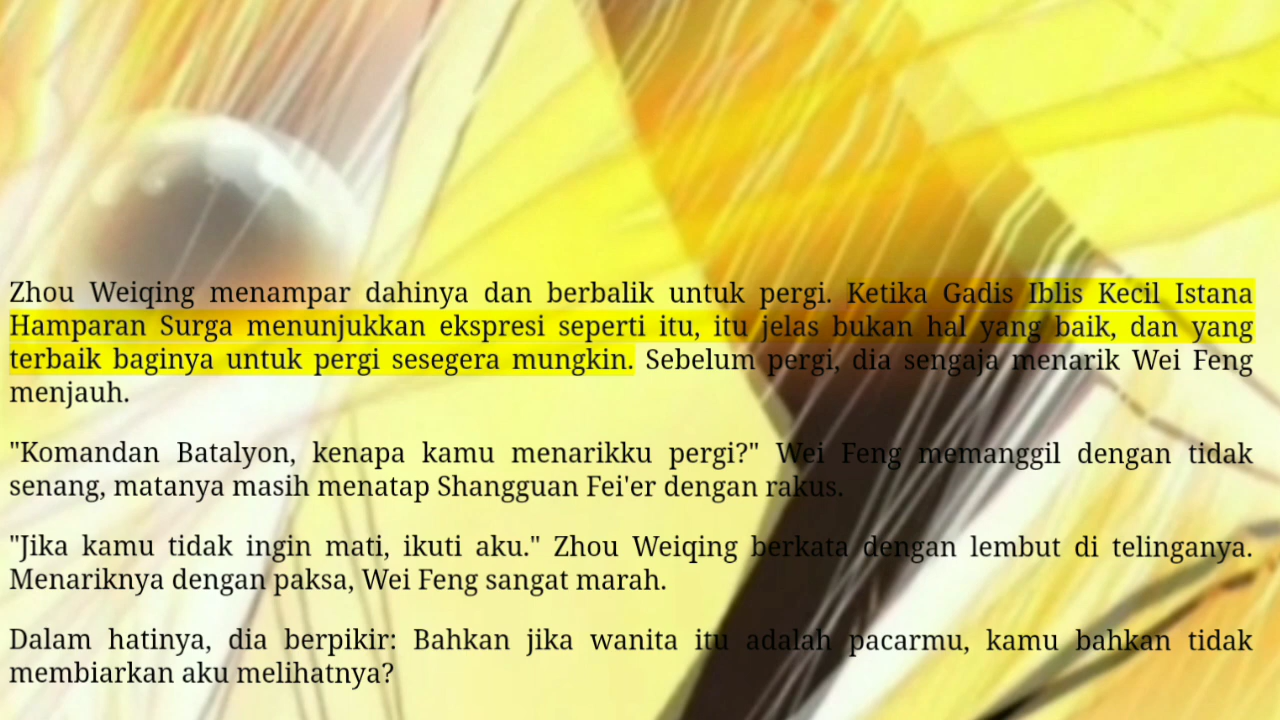 Zhou Weiqing menampar dahinya dan berbalik untuk pergi. Ketika Gadis Iblis Kecil Istana
Hamparan Surga menunjukkan ekspresi seperti itu, itu jelas bukan hal yang baik, dan yang
terbaik baginya untuk pergi sesegera mungkin. Sebelum pergi, dia sengaja menarik Wei Feng
menjauh.
"Komandan Batalyon, kenapa kamu menarikku pergi?" Wei Feng memanggil dengan tidak
senang, matanya masih menatap Shangguan Fei'er dengan rakus.
"Jika kamu tidak ingin mati, ikuti aku." Zhou Weiqing berkata dengan lembut di telinganya.
Menariknya dengan paksa, Wei Feng sangat marah.
Dalam hatinya, dia berpikir: Bahkan jika wanita itu adalah pacarmu, kamu bahkan tidak
membiarkan aku melihatnya?